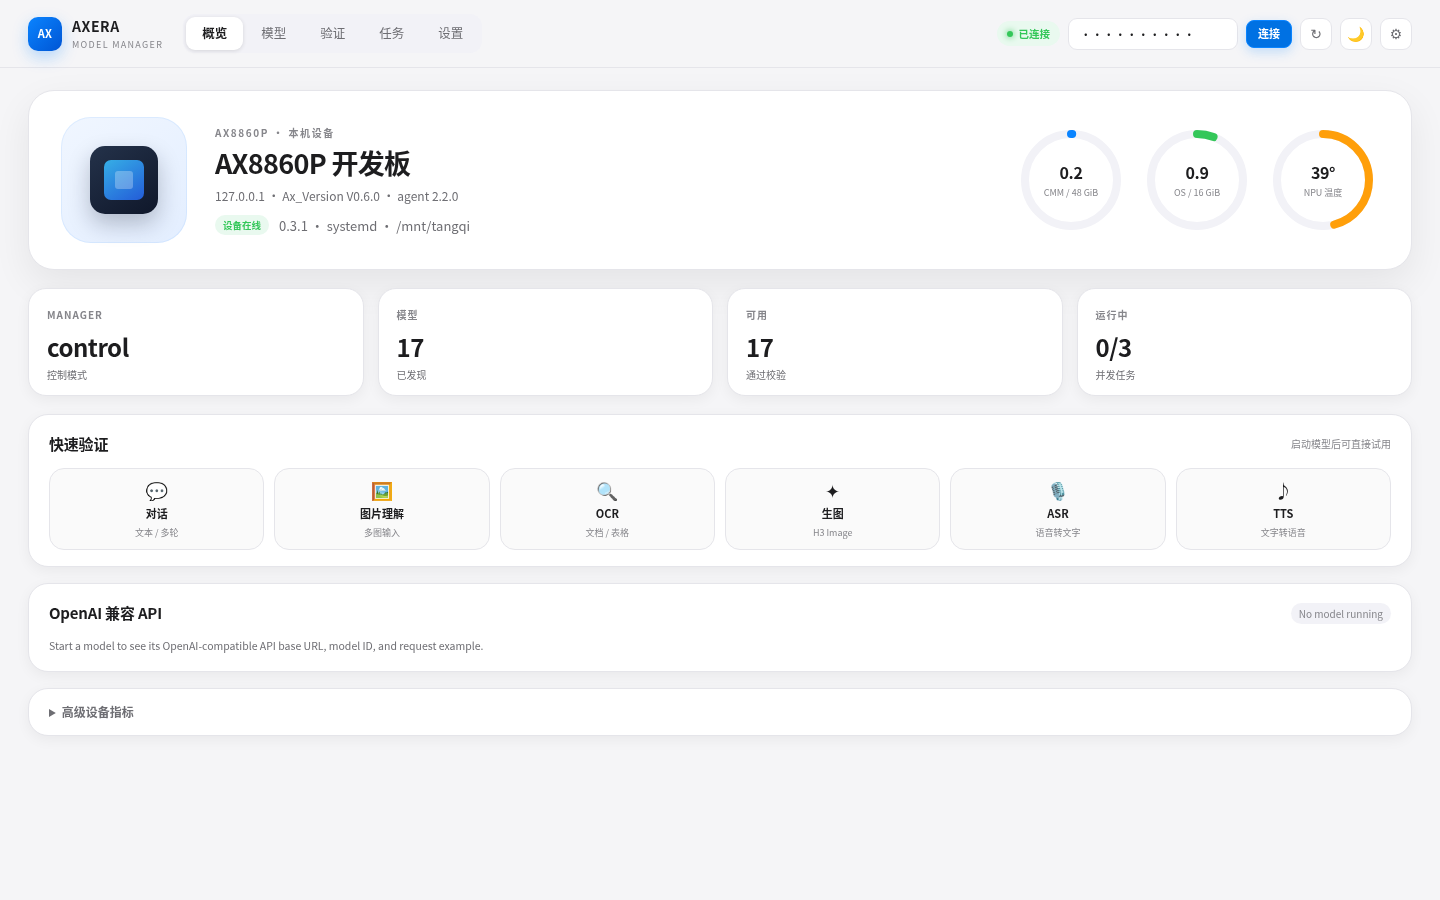 AX
AXERA
MODEL MANAGER
概览
模型
验证
任务
设置
已连接
连接
AX8860P • 本机设备
AX8860P 开发板
127.0.0.1 • Ax_Version V0.6.0 • agent 2.2.0
设备在线
0.3.1 • systemd • /mnt/tangqi
0.2
CMM / 48 GiB
0.9
OS / 16 GiB
39°
NPU 温度
MANAGER
control
控制模式
模型
17
已发现
可用
17
通过校验
运行中
0/3
并发任务
快速验证
启动模型后可直接试用
对话
文本 / 多轮
图片理解
多图输入
OCR
文档 / 表格
生图
H3 Image
ASR
语音转文字
TTS
文字转语音
OpenAI 兼容 API
No model running
Start a model to see its OpenAI-compatible API base URL, model ID, and request example.
高级设备指标